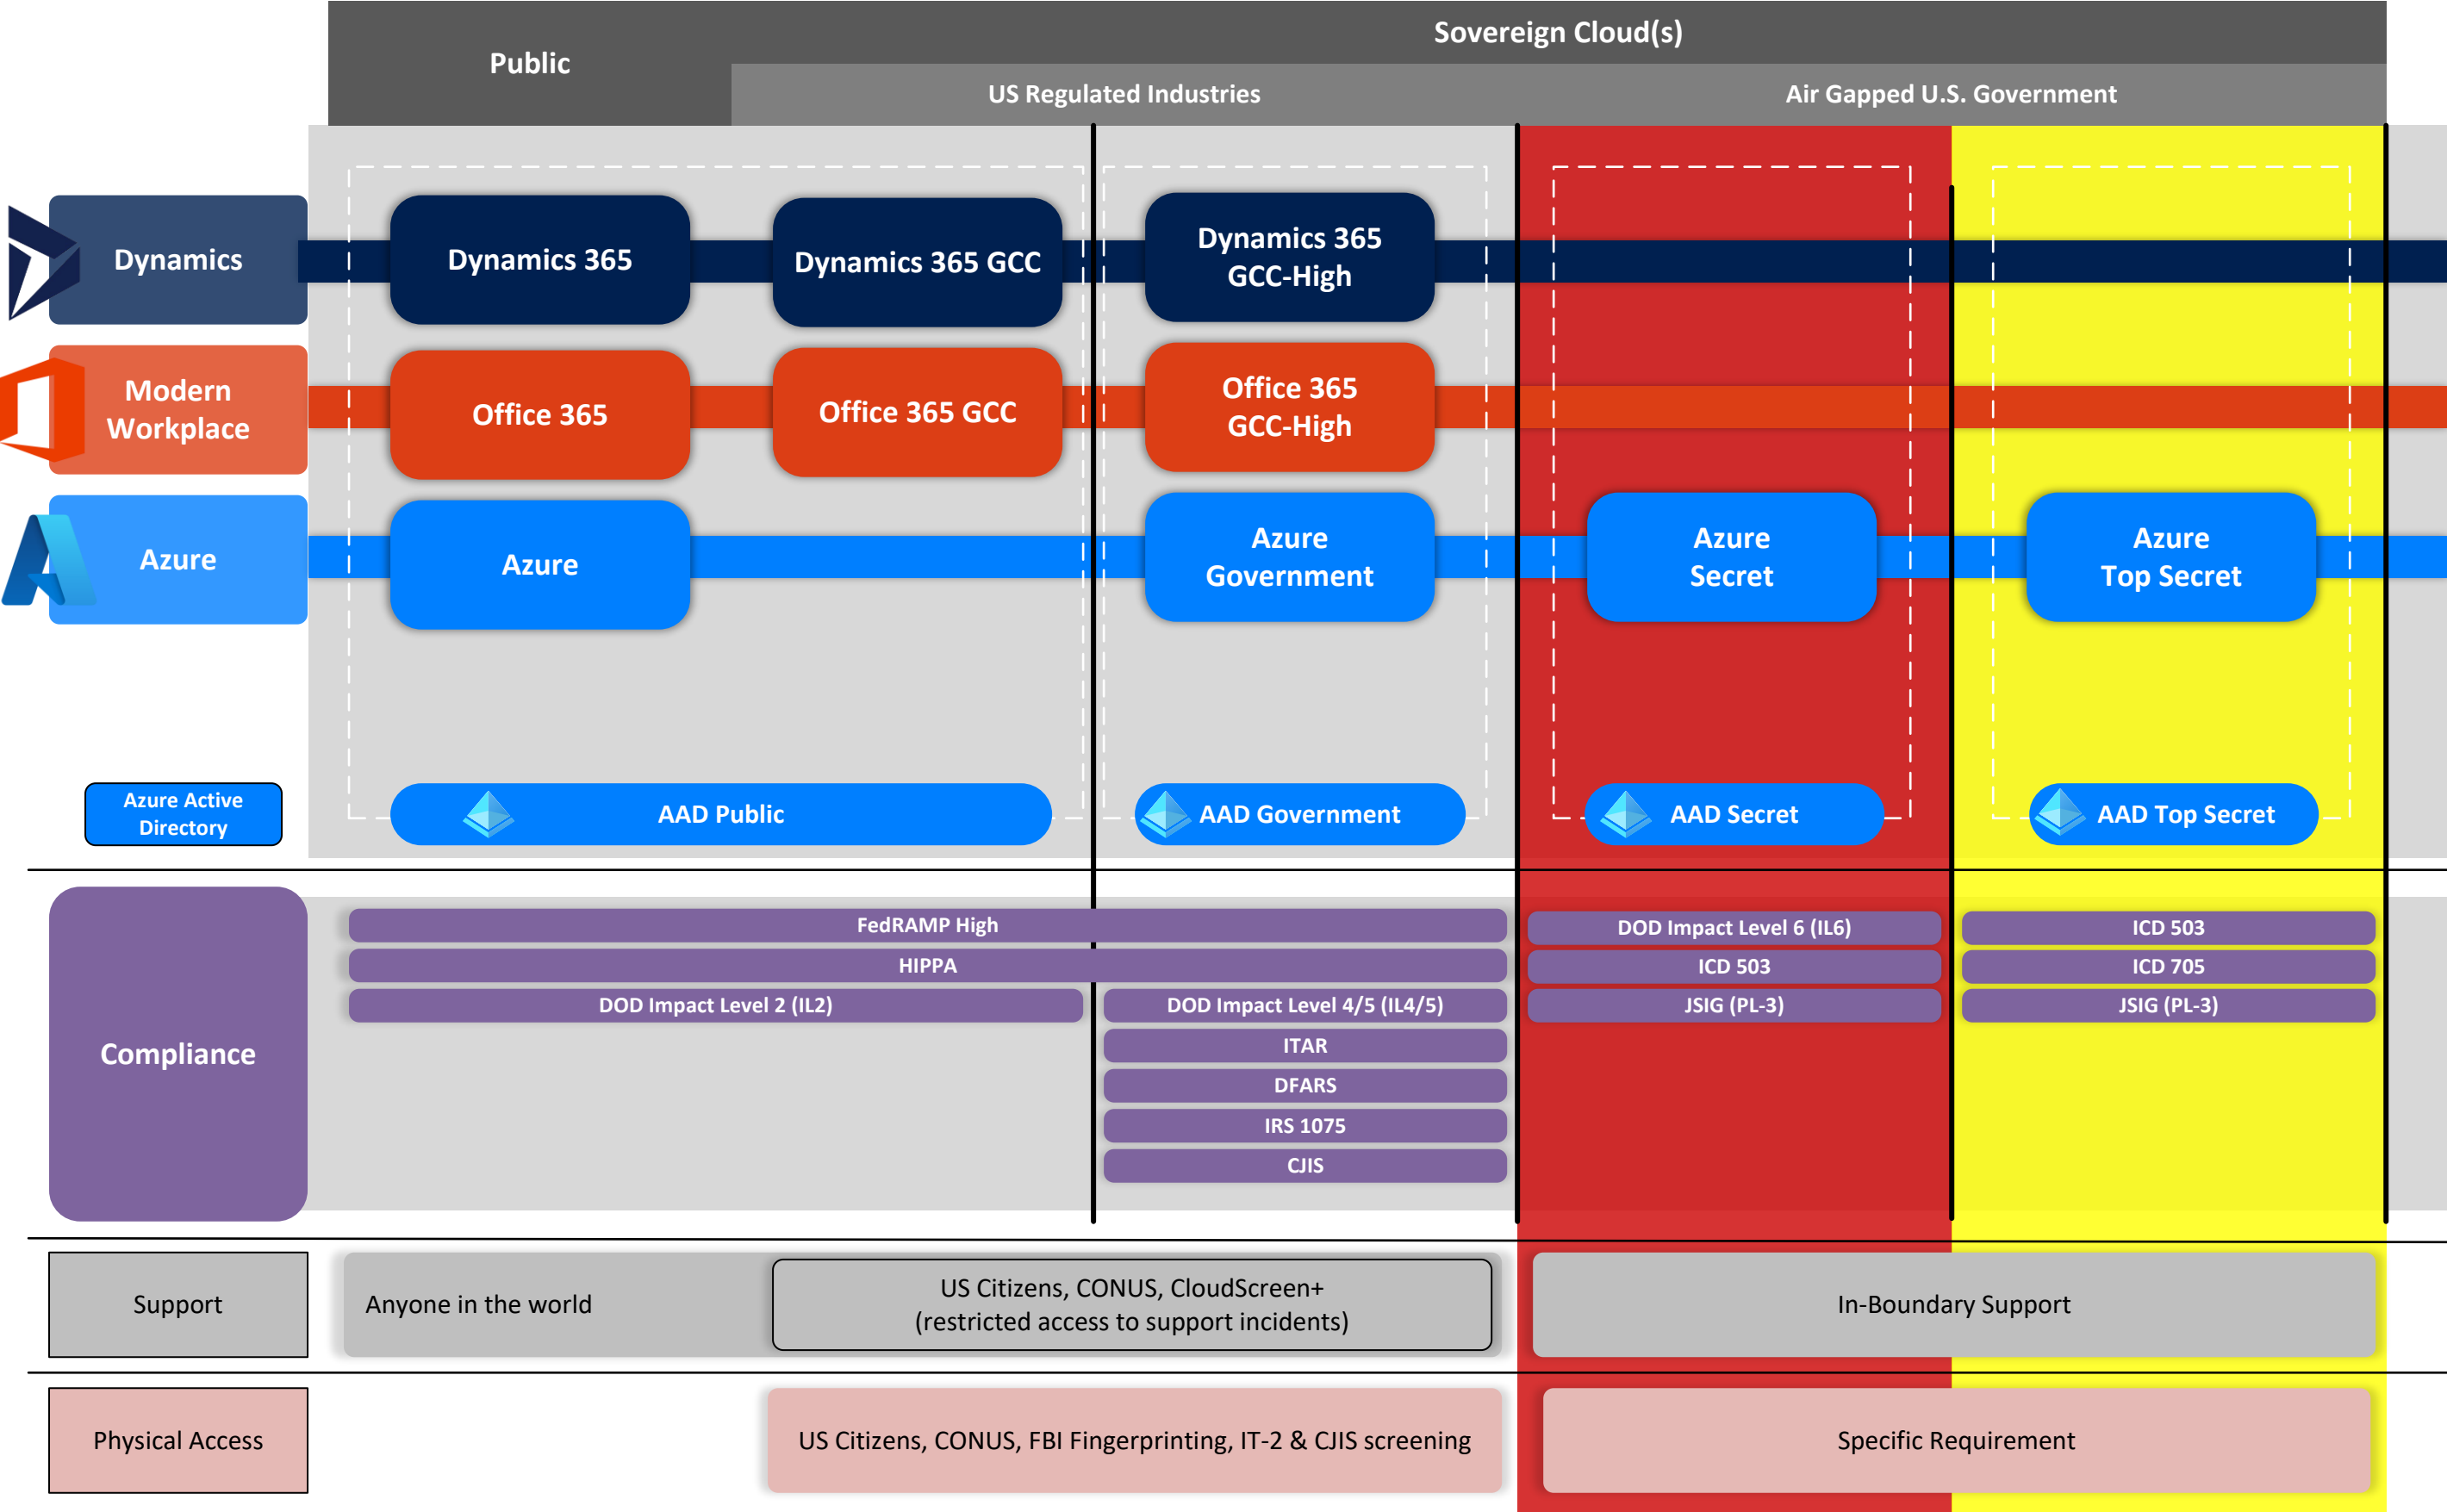 Sovereign Cloud(s)
Public
US Regulated Industries
Air Gapped U.S. Government
Dynamics
Dynamics 365
Dynamics 365 GCC
Dynamics 365
GCC-High
Modern
Workplace
Office 365
Office 365 GCC
Office 365
GCC-High
Azure
Azure
Azure
Government
Azure
Secret
Azure
Top Secret
Azure Active
Directory
AAD Public
AAD Government
AAD Secret
AAD Top Secret
Compliance
FedRAMP High
HIPPA
DOD Impact Level 2 (IL2)
DOD Impact Level 4/5 (IL4/5)
ITAR
DFARS
IRS 1075
CJIS
DOD Impact Level 6 (IL6)
ICD 503
JSIG (PL-3)
ICD 503
ICD 705
JSIG (PL-3)
Support
Anyone in the world
US Citizens, CONUS, CloudScreen+
(restricted access to support incidents)
In-Boundary Support
Physical Access
US Citizens, CONUS, FBI Fingerprinting, IT-2 & CJIS screening
Specific Requirement